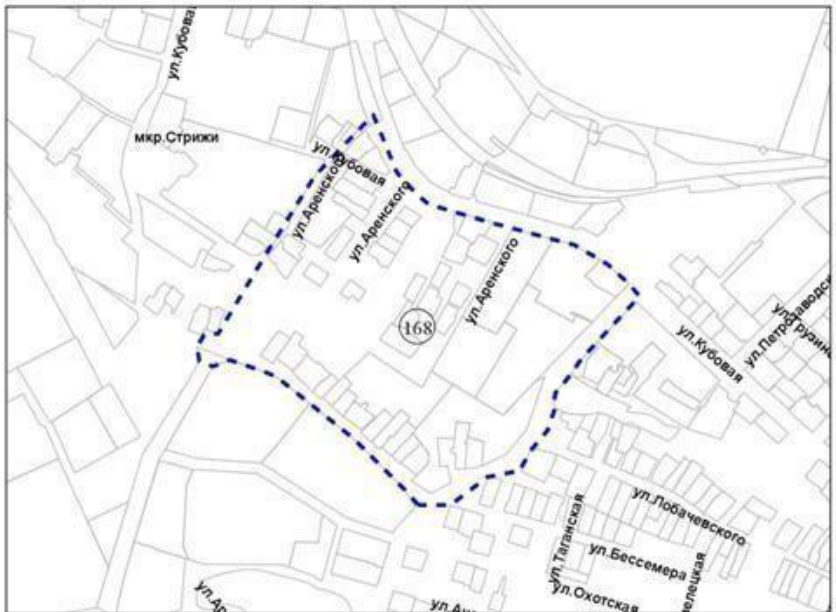 ул.Кубовая
мкр.Стрижи
ул.Кубовая
ул.Аренского
ул.Аренского
ул.Аренского
168
ул.Кубовая
ул.Лобачевского
ул.Таганская
ул.Бессемера
ул.Охотская